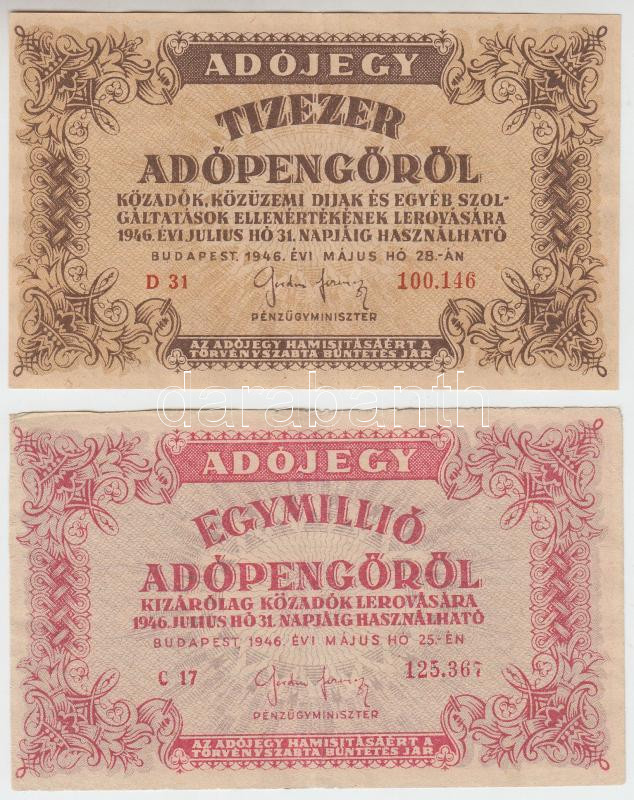 ADÓJEGY
TIZEZER
ADÓPENGŐRŐL
KÖZADÓK, KÖZÜZEMI DIJAK ÉS EGYÉB SZOL-
GÁLTATÁSOK ELLENÉRTÉKÉNEK LEROVÁSÁRA
1946. ÉVI JULIUS HÓ 31. NAPJÁIG HASZNÁLHATÓ
BUDAPEST, 1946. ÉVI MÁJUS HÓ 28.-ÁN
D 31 100.146
PÉNZÜGYMINISZTER
AZ ADÓJEGY HAMISITÁSÁÉRT A
TÖRVÉNYSZABTA BÜNTETÉS JÁR
darabanth
ADÓJEGY
EGYMILLIÓ
ADÓPENGŐRŐL
KIZÁRÓLAG KÖZADÓK LEROVÁSÁRA
1946. JULIUS HÓ 31. NAPJÁIG HASZNÁLHATÓ
BUDAPEST, 1946. ÉVI MÁJUS HÓ 25.-ÉN
C 17 125.367
PÉNZÜGYMINISZTER
AZ ADÓJEGY HAMISITÁSÁÉRT A
TÖRVÉNYSZABTA BÜNTETÉS JÁR